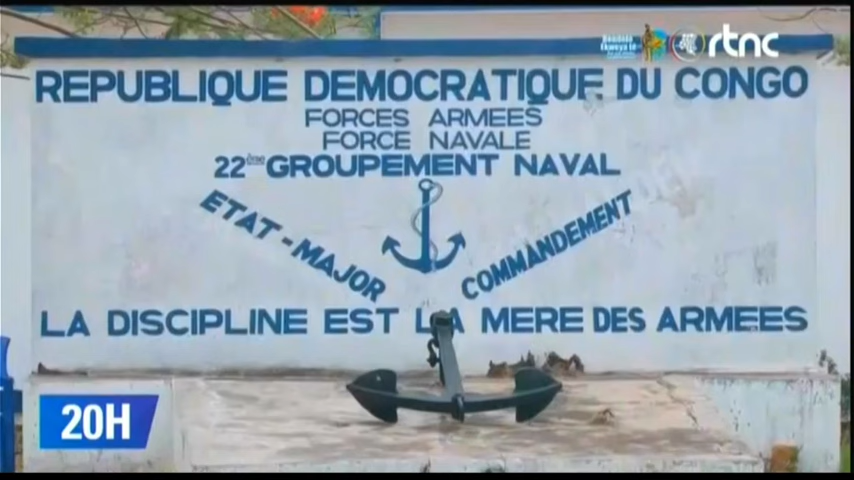 rtnc
REPUBLIQUE DEMOCRATIQUE DU CONGO
FORCES ARMEES
FORCE NAVALE
22ème GROUPEMENT NAVAL
ETAT-MAJOR
COMMANDEMENT
LA DISCIPLINE EST LA MERE DES ARMEES
20H